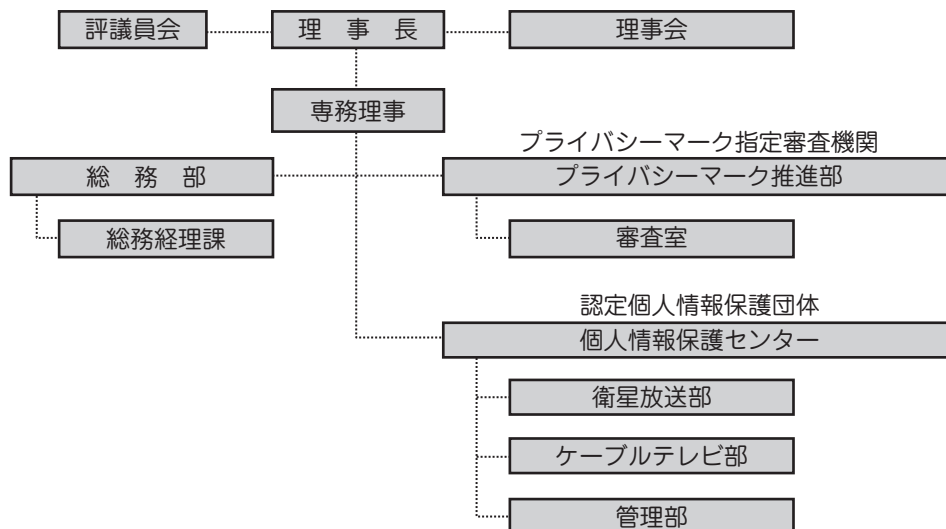 評議員会
理　事　長
理事会
専務理事
プライバシーマーク指定審査機関
総　務　部
プライバシーマーク推進部
総務経理課
審査室
認定個人情報保護団体
個人情報保護センター
衛星放送部
ケーブルテレビ部
管理部